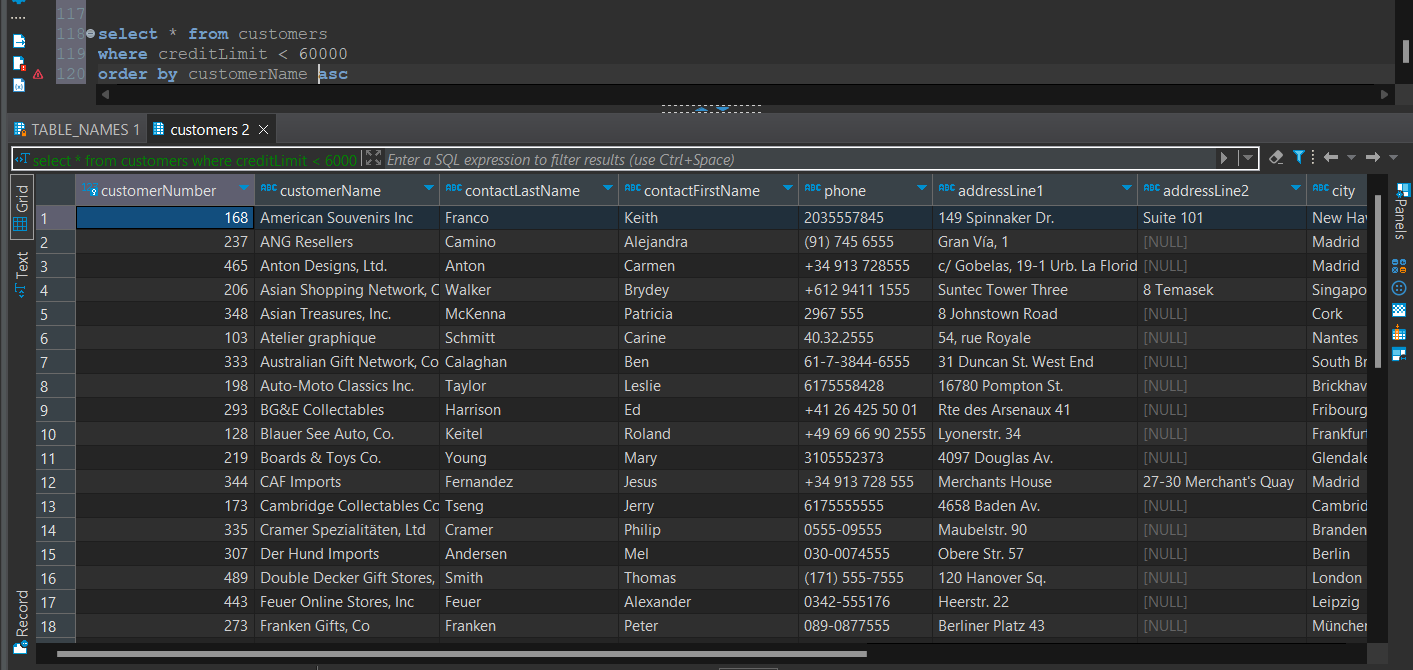 117
118 select * from customers
119 where creditLimit < 60000
120 order by customerName asc
TABLE_NAMES 1 customers 2
select * from customers where creditLimit < 6000 Enter a SQL expression to filter results (use Ctrl+Space)
Grid
Text
Record
Panels
customerNumber customerName contactLastName contactFirstName phone addressLine1 addressLine2 city
1 168 American Souvenirs Inc Franco Keith 2035557845 149 Spinnaker Dr. Suite 101 New Hav
2 237 ANG Resellers Camino Alejandra (91) 745 6555 Gran Vía, 1 [NULL] Madrid
3 465 Anton Designs, Ltd. Anton Carmen +34 913 728555 c/ Gobelas, 19-1 Urb. La Florid [NULL] Madrid
4 206 Asian Shopping Network, C Walker Brydey +612 9411 1555 Suntec Tower Three 8 Temasek Singapo
5 348 Asian Treasures, Inc. McKenna Patricia 2967 555 8 Johnstown Road [NULL] Cork
6 103 Atelier graphique Schmitt Carine 40.32.2555 54, rue Royale [NULL] Nantes
7 333 Australian Gift Network, Co Calaghan Ben 61-7-3844-6555 31 Duncan St. West End [NULL] South Br
8 198 Auto-Moto Classics Inc. Taylor Leslie 6175558428 16780 Pompton St. [NULL] Brickhav
9 293 BG&E Collectables Harrison Ed +41 26 425 50 01 Rte des Arsenaux 41 [NULL] Fribourg
10 128 Blauer See Auto, Co. Keitel Roland +49 69 66 90 2555 Lyonerstr. 34 [NULL] Frankfur
11 219 Boards & Toys Co. Young Mary 3105552373 4097 Douglas Av. [NULL] Glendale
12 344 CAF Imports Fernandez Jesus +34 913 728 555 Merchants House 27-30 Merchant's Quay Madrid
13 173 Cambridge Collectables Co Tseng Jerry 6175555555 4658 Baden Av. [NULL] Cambrid
14 335 Cramer Spezialitäten, Ltd Cramer Philip 0555-09555 Maubelstr. 90 [NULL] Branden
15 307 Der Hund Imports Andersen Mel 030-0074555 Obere Str. 57 [NULL] Berlin
16 489 Double Decker Gift Stores, Smith Thomas (171) 555-7555 120 Hanover Sq. [NULL] London
17 443 Feuer Online Stores, Inc Feuer Alexander 0342-555176 Heerstr. 22 [NULL] Leipzig
18 273 Franken Gifts, Co Franken Peter 089-0877555 Berliner Platz 43 [NULL] Münche